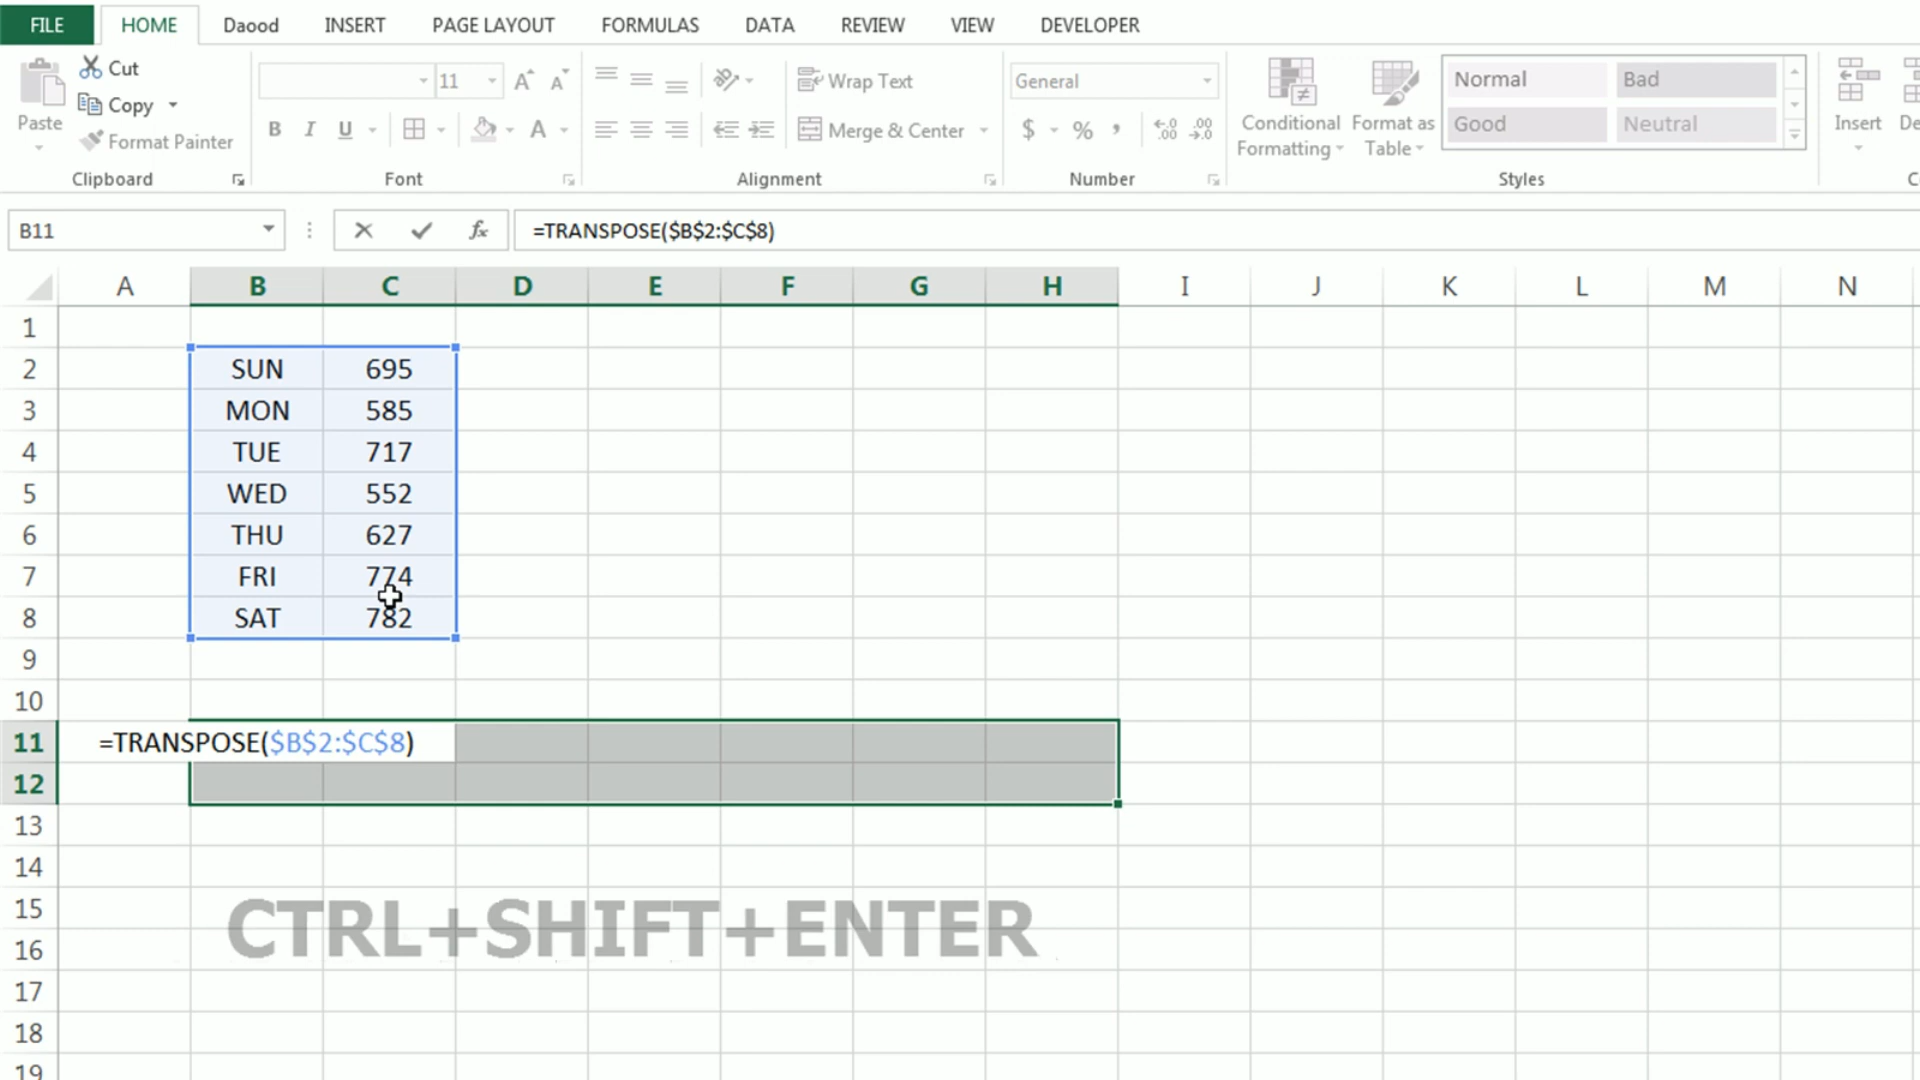 FILE HOME Daood INSERT PAGE LAYOUT FORMULAS DATA REVIEW VIEW DEVELOPER
Paste
Cut
Copy
Format Painter
Clipboard
11
A A
B I U A
Font
Wrap Text
Merge & Center
Alignment
General
$ % ,
Number
Conditional
Formatting
Format as
Table
Normal Bad
Good Neutral
Styles
Insert
B11 fx =TRANSPOSE($B$2:$C$8)
A B C D E F G H I J K L M N
1
2 SUN 695
3 MON 585
4 TUE 717
5 WED 552
6 THU 627
7 FRI 774
8 SAT 782
9
10
11 =TRANSPOSE($B$2:$C$8)
12
13
14
15
CTRL+SHIFT+ENTER
16
17
18
19